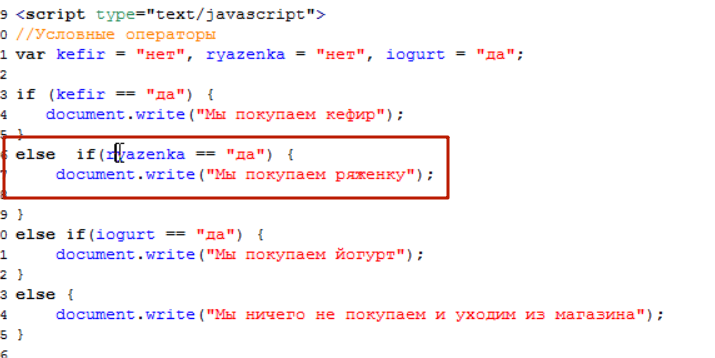 9 <script type="text/javascript">
0 //Условные операторы
1 var kefir = "нет", ryazenka = "нет", iogurt = "да";
2
3 if (kefir == "да") {
4 document.write("Мы покупаем кефир");
5 }
6 else if(ryazenka == "да") {
7 document.write("Мы покупаем ряженку");
8
9 }
0 else if(iogurt == "да") {
1 document.write("Мы покупаем йогурт");
2 }
3 else {
4 document.write("Мы ничего не покупаем и уходим из магазина");
5 }
6